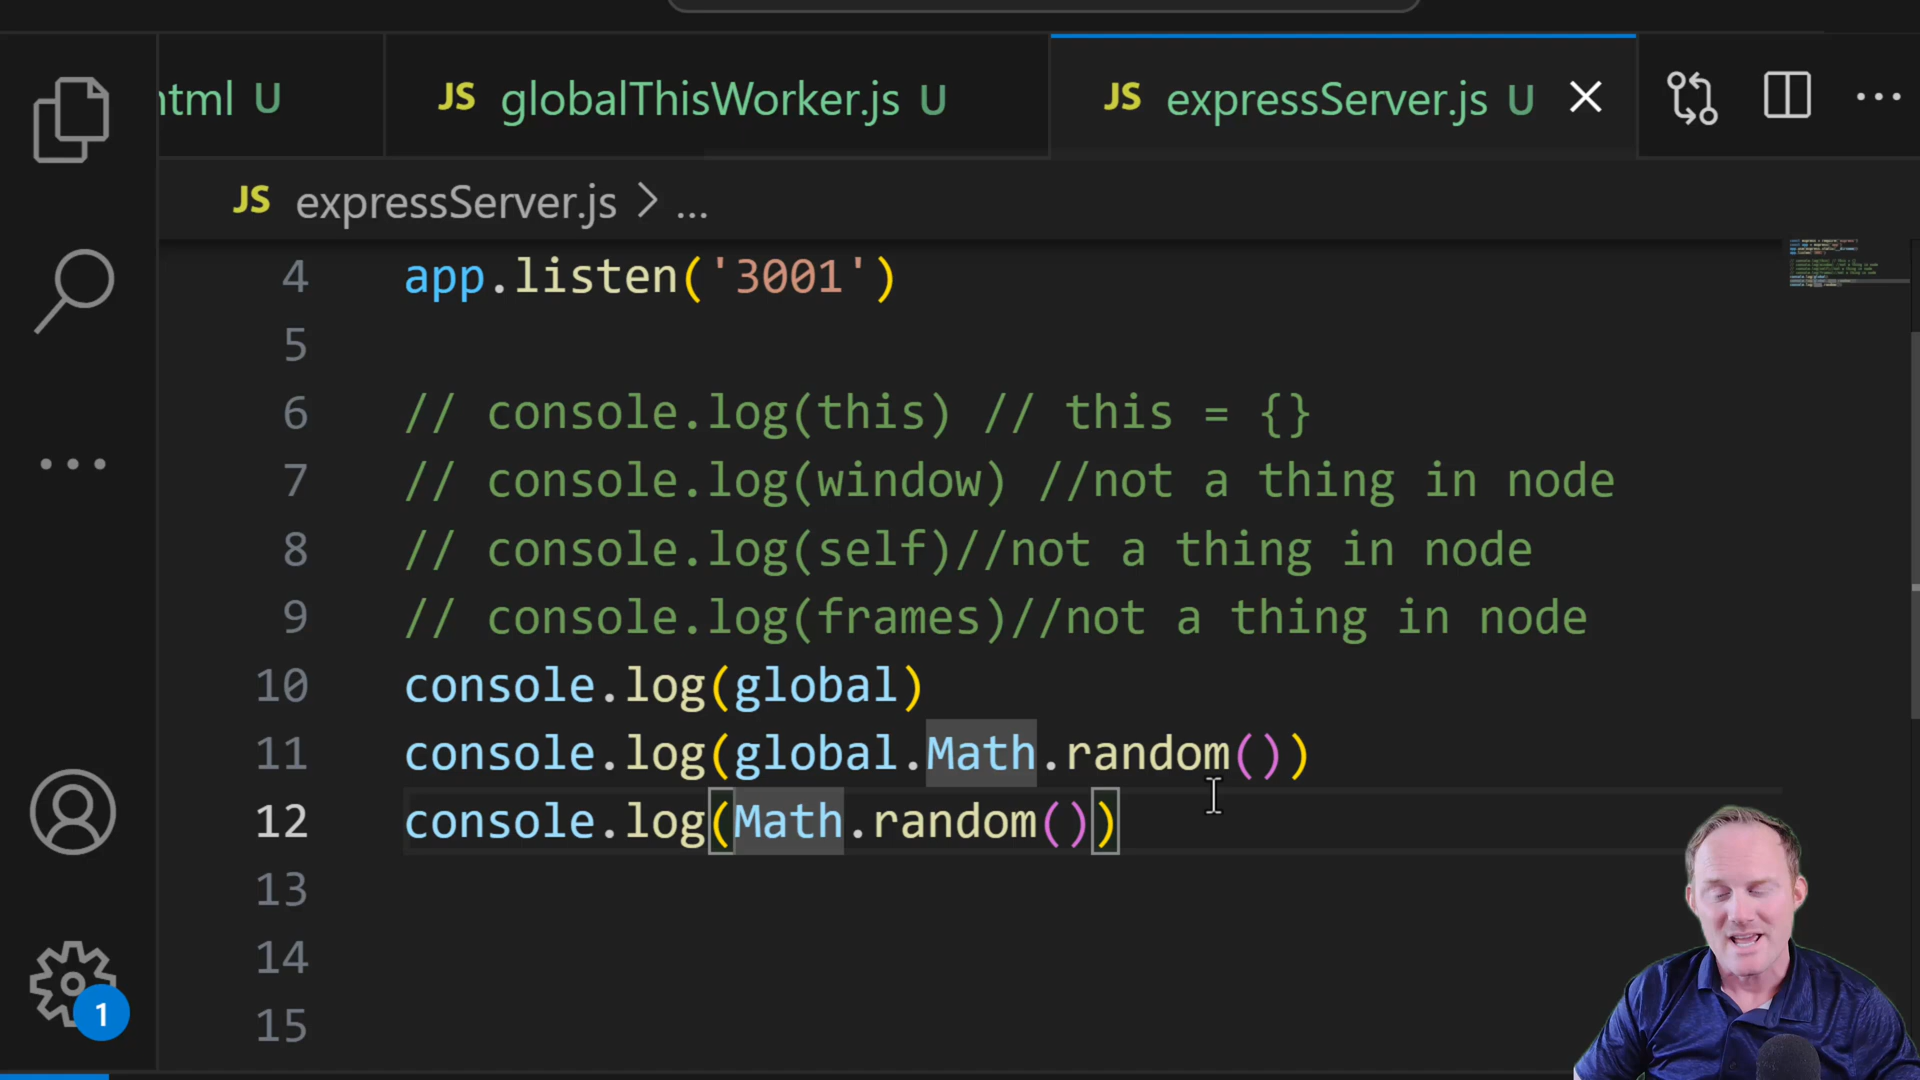 html U
JS globalThisWorker.js U
JS expressServer.js U
JS expressServer.js > ...
4 app.listen('3001')
5
6 // console.log(this) // this = {}
7 // console.log(window) //not a thing in node
8 // console.log(self)//not a thing in node
9 // console.log(frames)//not a thing in node
10 console.log(global)
11 console.log(global.Math.random())
12 console.log(Math.random())
13
14
15
1